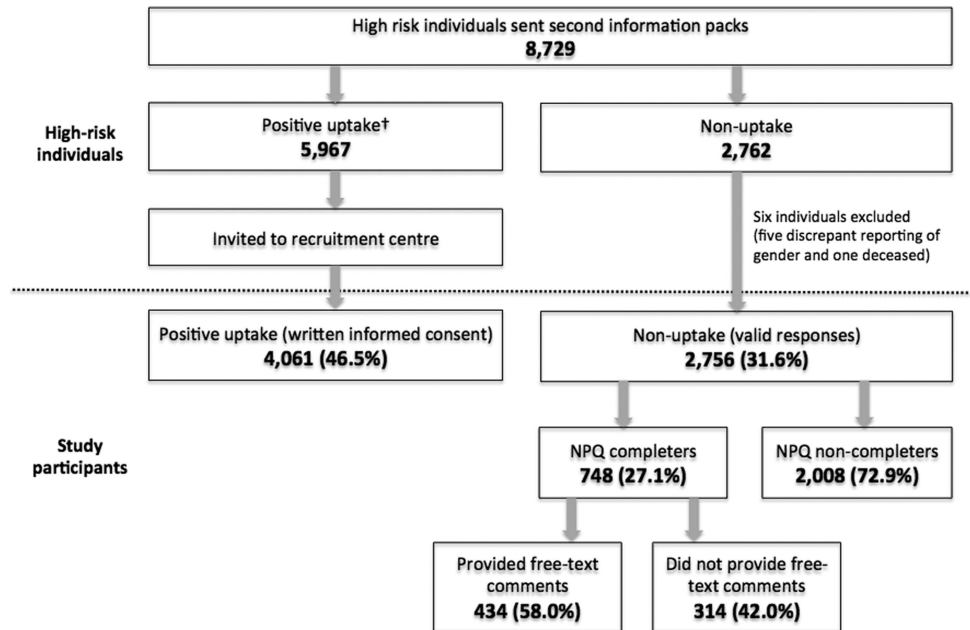 High risk individuals sent second information packs
8,729
High-risk
individuals
Positive uptake†
5,967
Non-uptake
2,762
Invited to recruitment centre
Six individuals excluded
(five discrepant reporting of
gender and one deceased)
Positive uptake (written informed consent)
4,061 (46.5%)
Non-uptake (valid responses)
2,756 (31.6%)
Study
participants
NPQ completers
748 (27.1%)
NPQ non-completers
2,008 (72.9%)
Provided free-text
comments
434 (58.0%)
Did not provide free-
text comments
314 (42.0%)